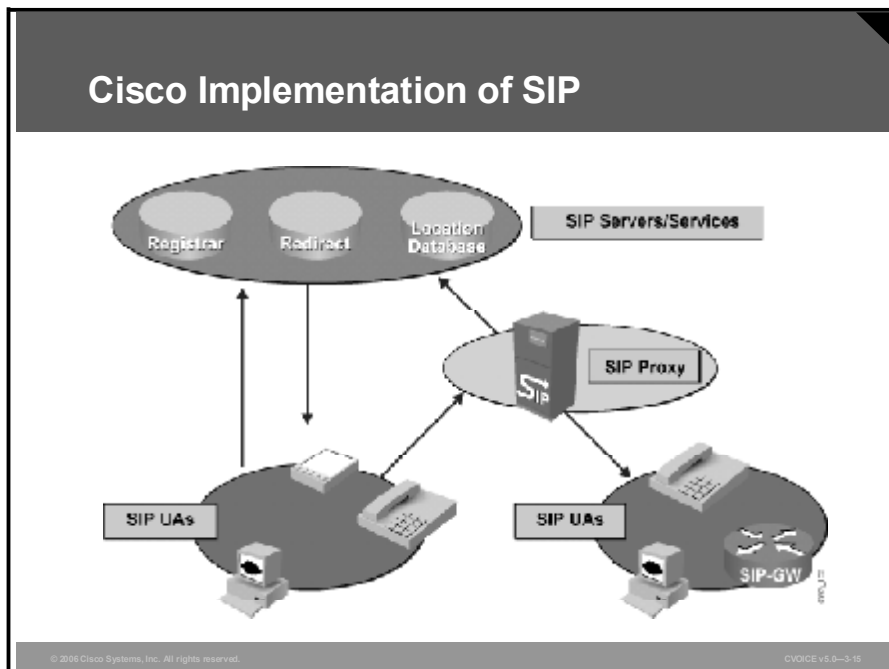 Cisco Implementation of SIP
Registrar
Redirect
Location
Database
SIP Servers/Services
SIP Proxy
SIP
SIP UAs
SIP UAs
SIP-GW
© 2006 Cisco Systems, Inc. All rights reserved.
CVOICE v5.0—3-15